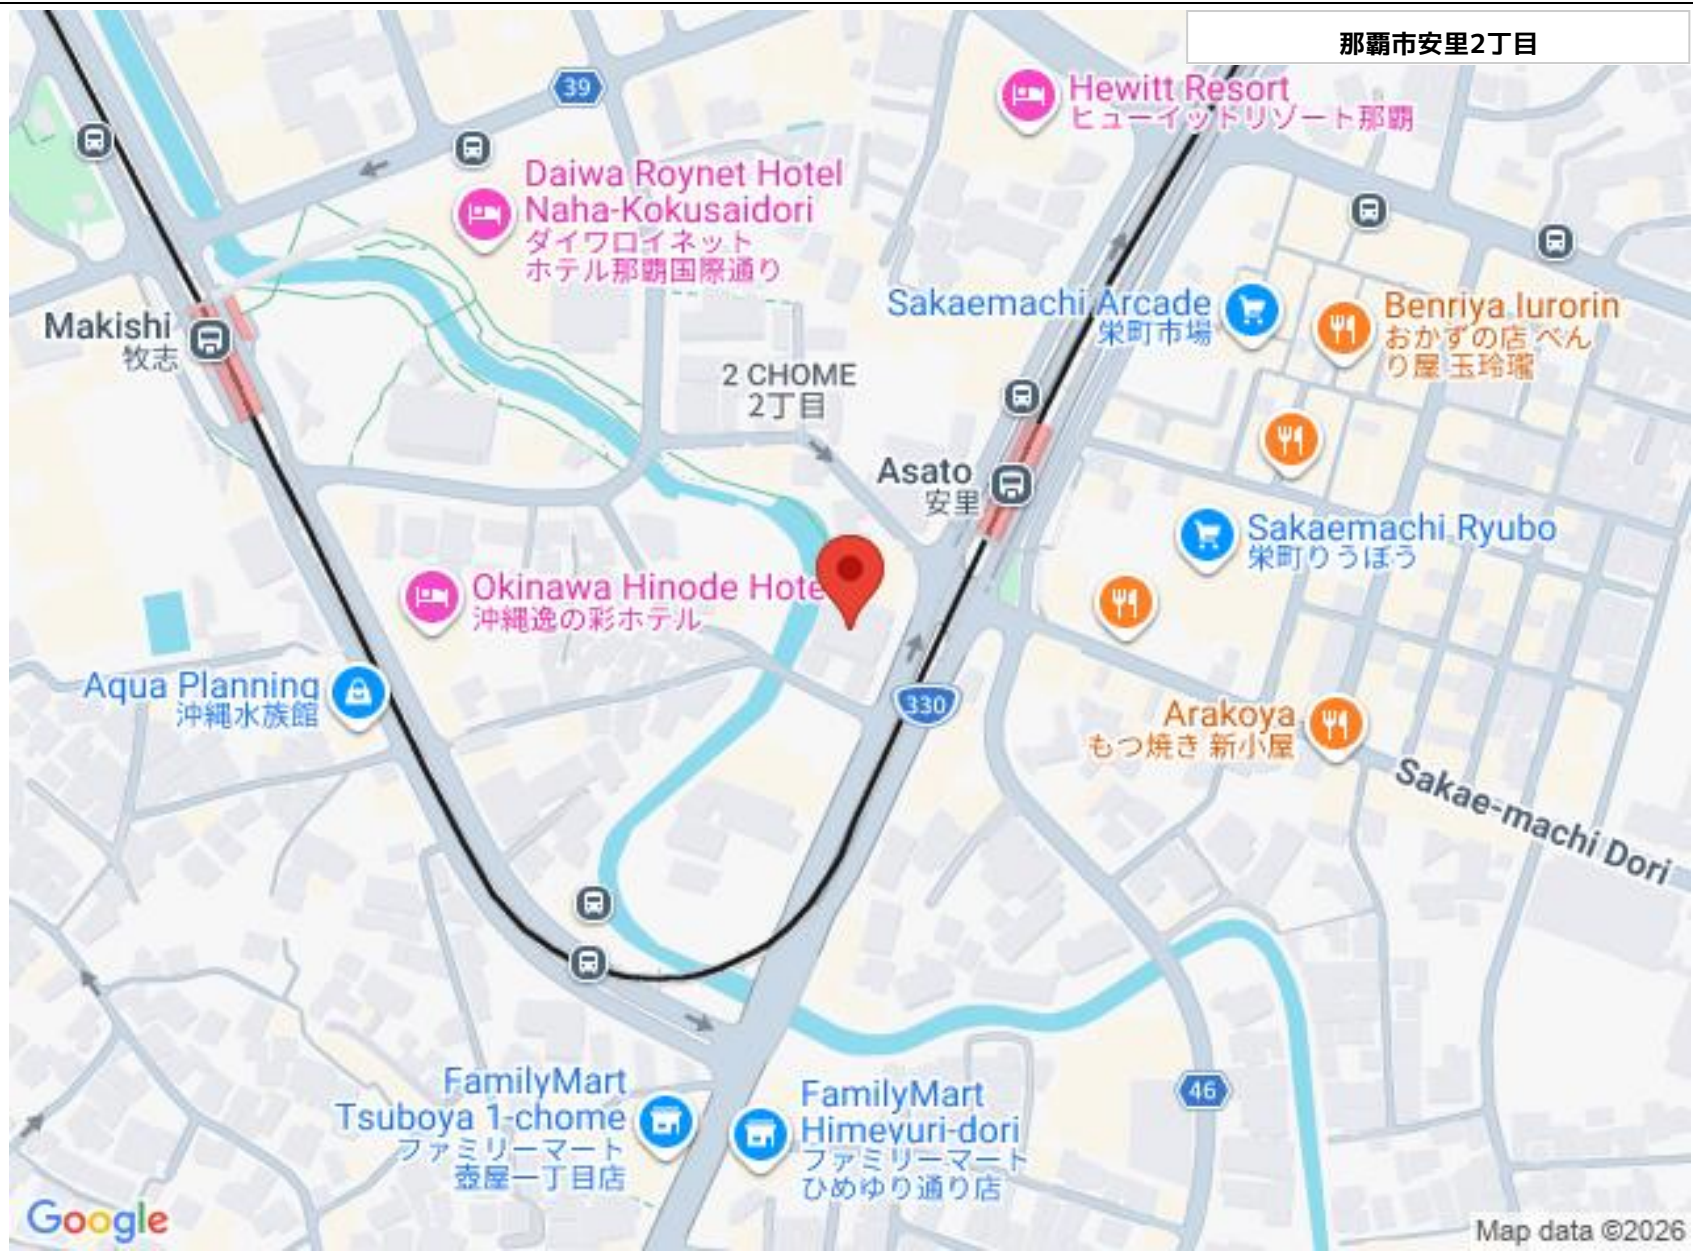 那覇市安里2丁目
39
Hewitt Resort
ヒューイットリゾート那覇
Daiwa Roynet Hotel
Naha-Kokusaidori
ダイワロイネット
ホテル那覇国際通り
Makishi
牧志
Sakaemachi Arcade
栄町市場
Benriya Iurorin
おかずの店 べん
り屋 玉玲瓏
2 CHOME
2丁目
Asato
安里
Sakaemachi Ryubo
栄町りうぼう
Okinawa Hinode Hote
沖縄逸の彩ホテル
Aqua Planning
沖縄水族館
330
Arakoya
もつ焼き 新小屋
Sakae-machi Dori
FamilyMart
Tsuboya 1-chome
ファミリーマート
壺屋一丁目店
FamilyMart
Himeyuri-dori
ファミリーマート
ひめゆり通り店
46
Google
Map data ©2026